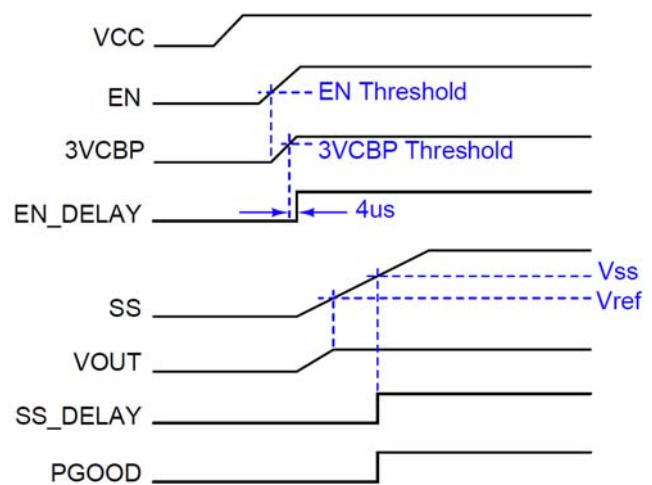 VCC
EN
EN Threshold
3VCBP
3VCBP Threshold
EN_DELAY
4us
Vss
SS
Vref
VOUT
SS_DELAY
PGOOD